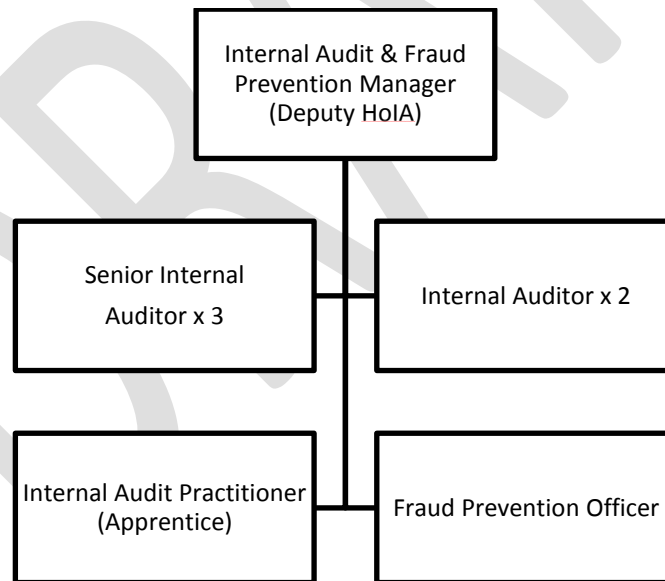 Internal Audit & Fraud
Prevention Manager
(Deputy HoIA)
Senior Internal
Auditor x 3
Internal Auditor x 2
Internal Audit Practitioner
(Apprentice)
Fraud Prevention Officer